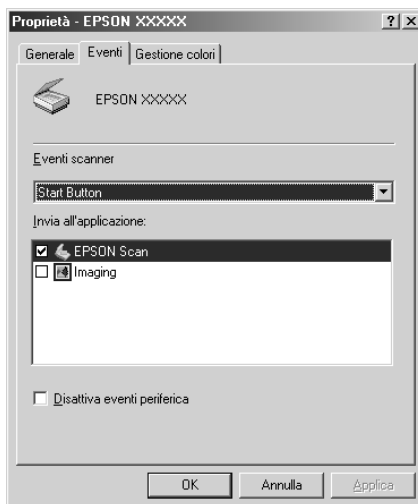 Proprietà - EPSON XXXXX
Generale Eventi Gestione colori
EPSON XXXXX
Eventi scanner
Start Button
Invia all'applicazione:
EPSON Scan
Imaging
Disattiva eventi periferica
OK Annulla Applica